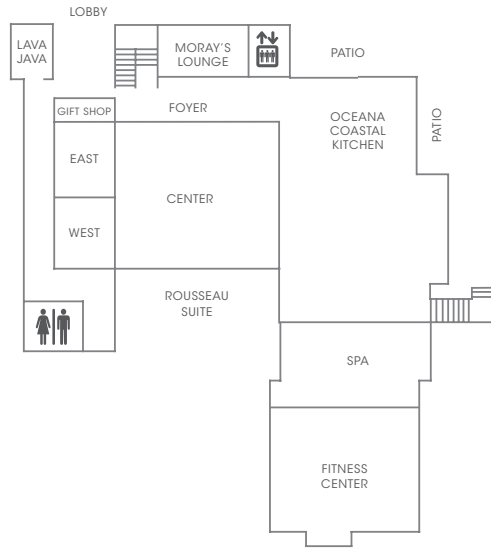 LOBBY
LAVA
JAVA
MORAY'S
LOUNGE
PATIO
GIFT SHOP
FOYER
OCEANA
COASTAL
KITCHEN
PATIO
EAST
CENTER
WEST
ROUSSEAU
SUITE
SPA
FITNESS
CENTER